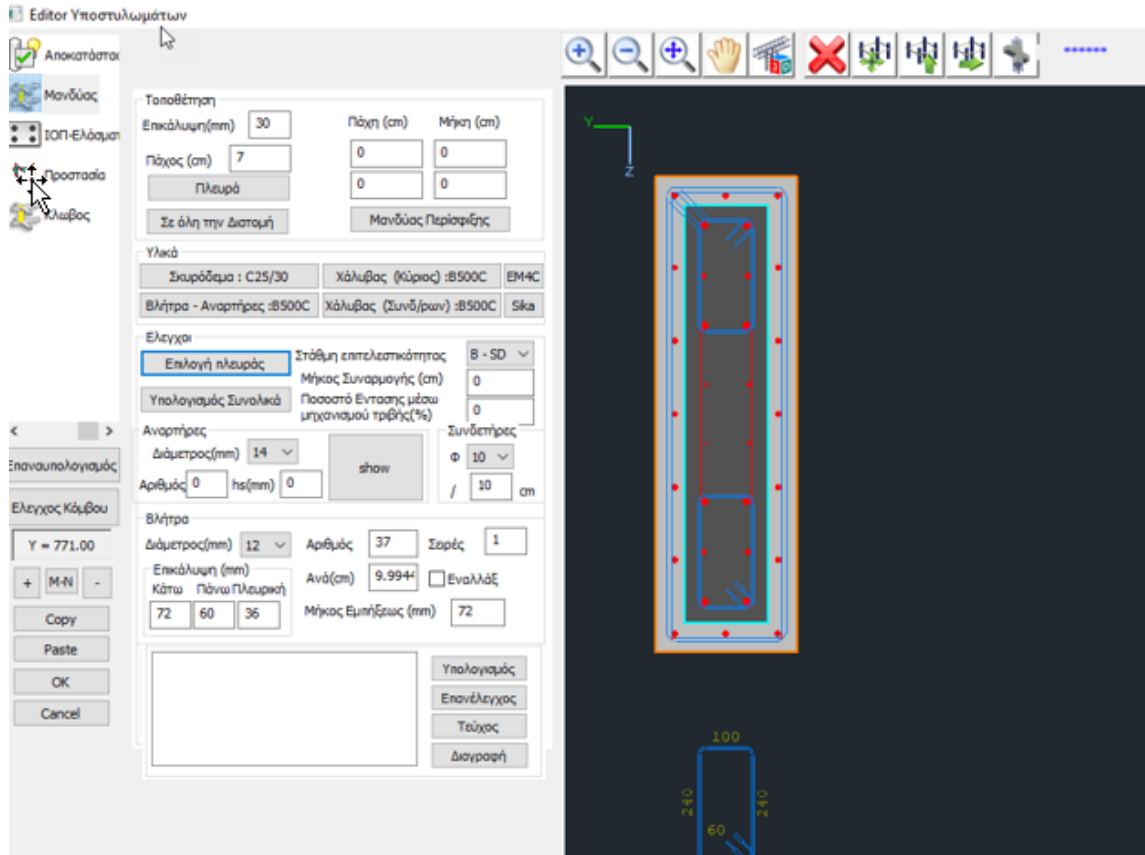 Editor Υποστυλωμάτων
Αποκατάστασ
Μανδύας
ΙΟΠ-Ελάσματ
Προστασία
Κλωβος
Τοποθέτηση
Επικάλυψη(mm) 30 Πάχη (cm) Μήκη (cm)
Πάχος (cm) 7 0 0
Πλευρά 0 0
Σε όλη την Διατομή Μανδύας Περίσφιξης
Υλικά
Σκυρόδεμα : C25/30 Χάλυβας (Κύριος) :B500C EM4C
Βλήτρα - Αναρτήρες :B500C Χάλυβας (Συνδ/ρων) :B500C Sika
Ελεγχοι
Επιλογή πλευράς Στάθμη επιτελεστικότητας B - SD
Μήκος Συναρμογής (cm) 0
Υπολογισμός Συνολικά Ποσοστό Εντασης μέσω
μηχανισμού τριβής(%) 0
Αναρτήρες Συνδετήρες
Διάμετρος(mm) 14 show Φ 10
Αριθμός 0 hs(mm) 0 / 10 cm
Επαναυπολογισμός
Ελεγχος Κόμβου
Y = 771.00
+ M-N -
Copy
Paste
OK
Cancel
Βλήτρα
Διάμετρος(mm) 12 Αριθμός 37 Σειρές 1
Επικάλυψη (mm) Ανά(cm) 9.9944 Εναλλάξ
Κάτω Πάνω Πλευρική
72 60 36 Μήκος Εμπήξεως (mm) 72
Υπολογισμός
Επανέλεγχος
Τεύχος
Διαγραφή
Y
Z
100
240 240
60